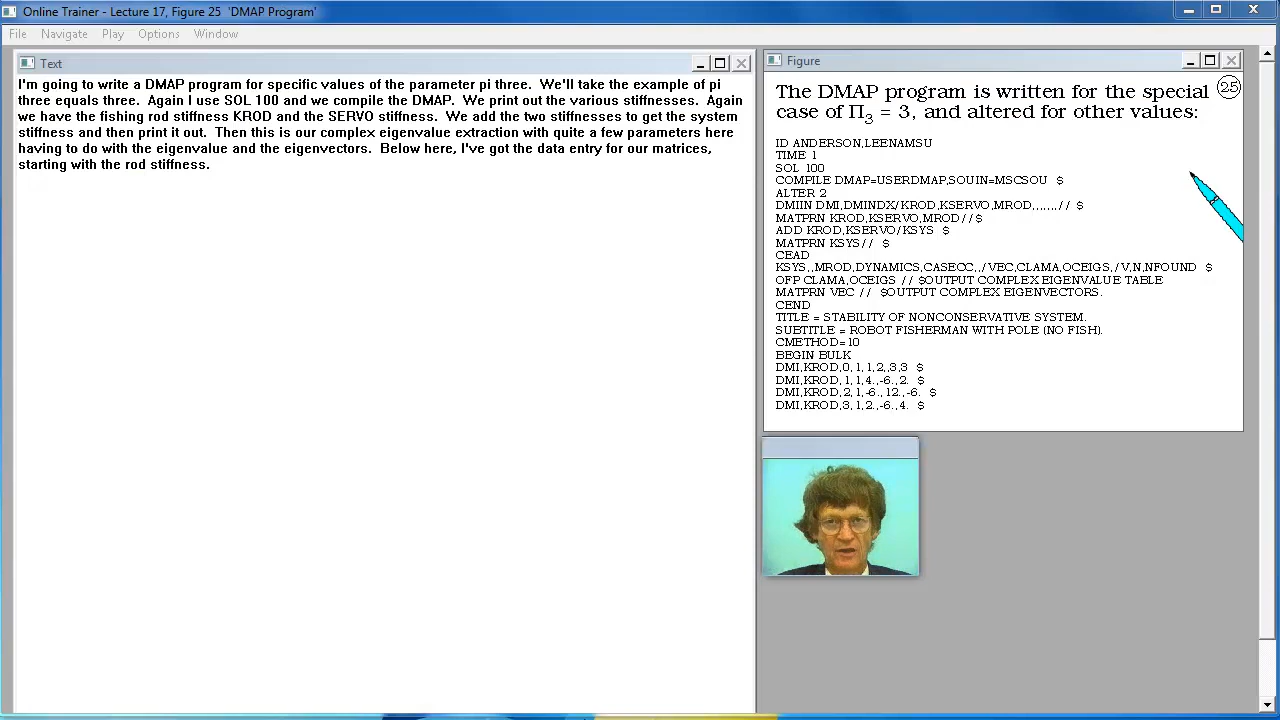 Online Trainer - Lecture 17, Figure 25 'DMAP Program'
File Navigate Play Options Window
Text
I'm going to write a DMAP program for specific values of the parameter pi three. We'll take the example of pi
three equals three. Again I use SOL 100 and we compile the DMAP. We print out the various stiffnesses. Again
we have the fishing rod stiffness KROD and the SERVO stiffness. We add the two stiffnesses to get the system
stiffness and then print it out. Then this is our complex eigenvalue extraction with quite a few parameters here
having to do with the eigenvalue and the eigenvectors. Below here, I've got the data entry for our matrices,
starting with the rod stiffness.
Figure
The DMAP program is written for the special
case of Π3 = 3, and altered for other values:
25
ID ANDERSON,LEENAMSU
TIME 1
SOL 100
COMPILE DMAP=USERDMAP,SOUIN=MSCSOU $
ALTER 2
DMIIN DMI,DMINDX/KROD,KSERVO,MROD,,,,,,,// $
MATPRN KROD,KSERVO,MROD//$
ADD KROD,KSERVO/KSYS $
MATPRN KSYS// $
CEAD
KSYS,,MROD,DYNAMICS,CASECC,,/VEC,CLAMA,OCEIGS,/V,N,NFOUND $
OFP CLAMA,OCEIGS // $OUTPUT COMPLEX EIGENVALUE TABLE
MATPRN VEC // $OUTPUT COMPLEX EIGENVECTORS.
CEND
TITLE = STABILITY OF NONCONSERVATIVE SYSTEM.
SUBTITLE = ROBOT FISHERMAN WITH POLE (NO FISH).
CMETHOD=10
BEGIN BULK
DMI,KROD,0,1,1,2,,3,3 $
DMI,KROD,1,1,4.,-6.,2. $
DMI,KROD,2,1,-6.,12.,-6. $
DMI,KROD,3,1,2.,-6.,4. $